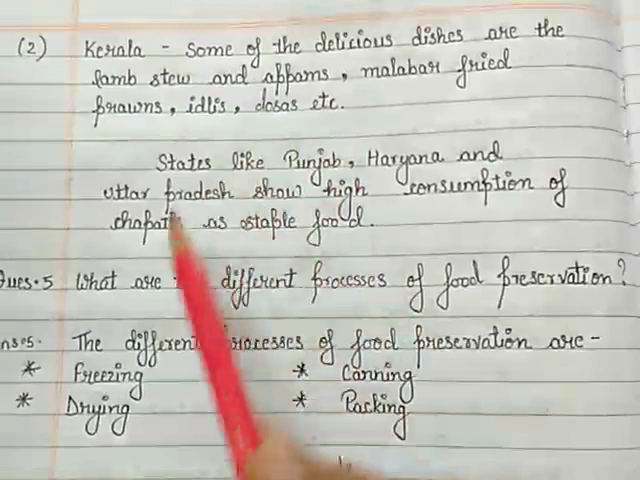 (2) Kerala - Some of the delicious dishes are the
lamb stew and appams, malabar fried
prawns, idlis, dosas etc.
States like Punjab, Haryana and
Uttar Pradesh show high consumption of
as staple food.
Ques.5 What are different processes of food preservation?
Ans5. The different processes of food preservation are-
* Freezing * Canning
* Drying * Packing